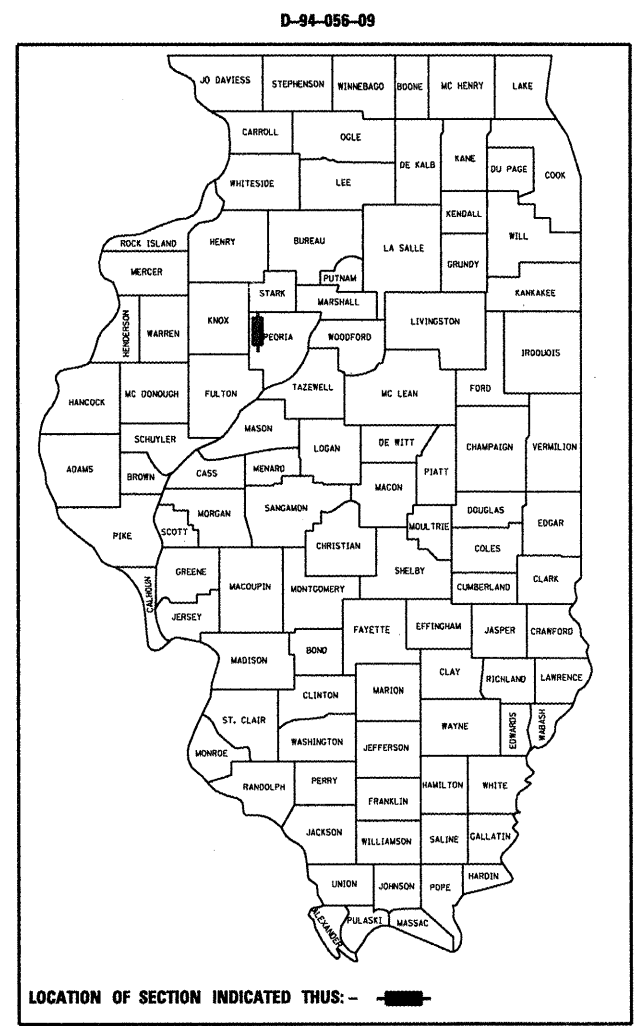 D-94-056-09
JO DAVIESS
STEPHENSON
WINNEBAGO
BOONE
MC HENRY
LAKE
CARROLL
OGLE
DE KALB
KANE
DU PAGE
COOK
WHITESIDE
LEE
KENDALL
WILL
ROCK ISLAND
HENRY
BUREAU
LA SALLE
GRUNDY
MERCER
PUTNAM
KANKAKEE
STARK
MARSHALL
HENDERSON
WARREN
KNOX
PEORIA
WOODFORD
LIVINGSTON
IROQUOIS
HANCOCK
MC DONOUGH
FULTON
TAZEWELL
MC LEAN
FORD
MASON
SCHUYLER
LOGAN
DE WITT
CHAMPAIGN
VERMILION
ADAMS
BROWN
CASS
MENARD
PIATT
MACON
MORGAN
SANGAMON
DOUGLAS
EDGAR
PIKE
SCOTT
CHRISTIAN
MOULTRIE
COLES
GREENE
MACOUPIN
MONTGOMERY
SHELBY
CUMBERLAND
CLARK
CALHOUN
JERSEY
FAYETTE
EFFINGHAM
JASPER
CRAWFORD
MADISON
BOND
CLAY
RICHLAND
LAWRENCE
CLINTON
MARION
ST. CLAIR
WAYNE
EDWARDS
WABASH
MONROE
WASHINGTON
JEFFERSON
RANDOLPH
PERRY
HAMILTON
WHITE
FRANKLIN
JACKSON
WILLIAMSON
SALINE
GALLATIN
UNION
JOHNSON
POPE
HARDIN
ALEXANDER
PULASKI
MASSAC
LOCATION OF SECTION INDICATED THUS: -